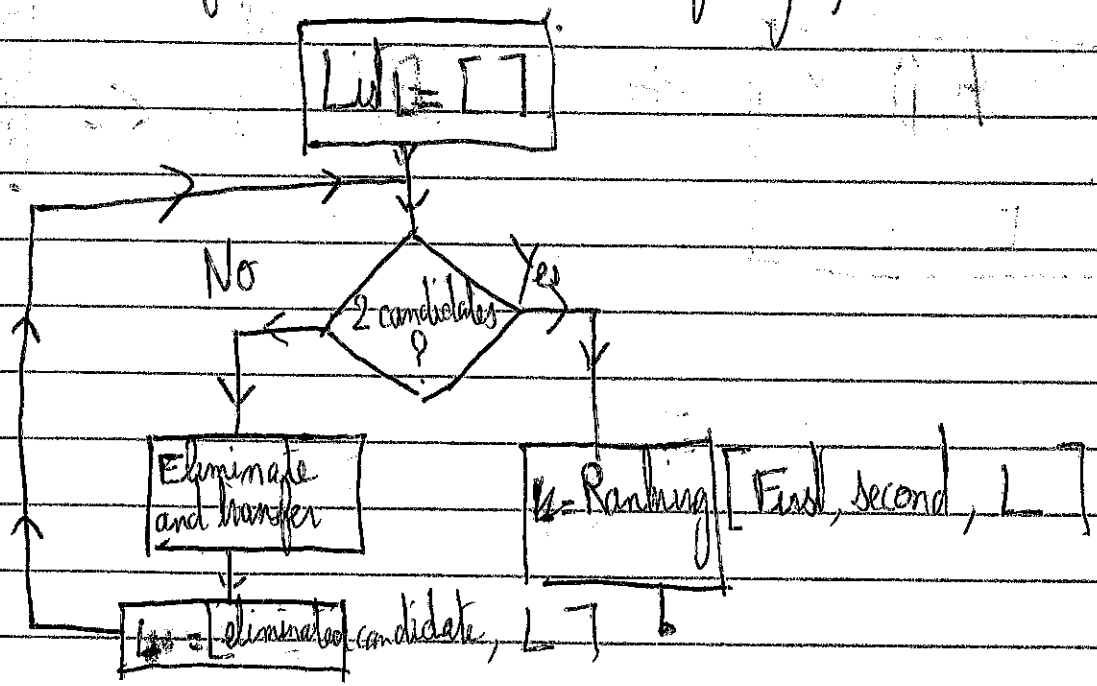 List L = [ ]
No
Yes
2 candidates
?
Eliminate
and transfer
= Ranking [First, second, L ]
= [eliminated candidate, L ]